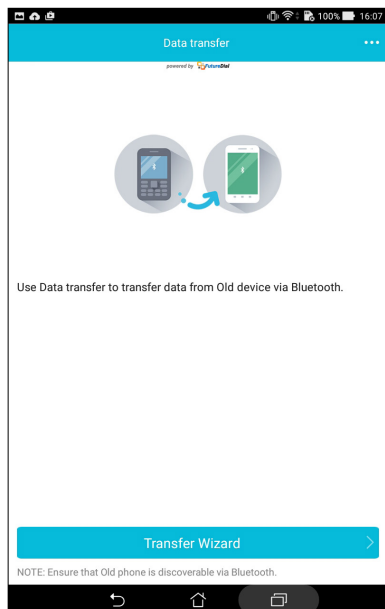 100% 16:07
Data transfer
powered by FutureDial
Use Data transfer to transfer data from Old device via Bluetooth.
Transfer Wizard
NOTE: Ensure that Old phone is discoverable via Bluetooth.